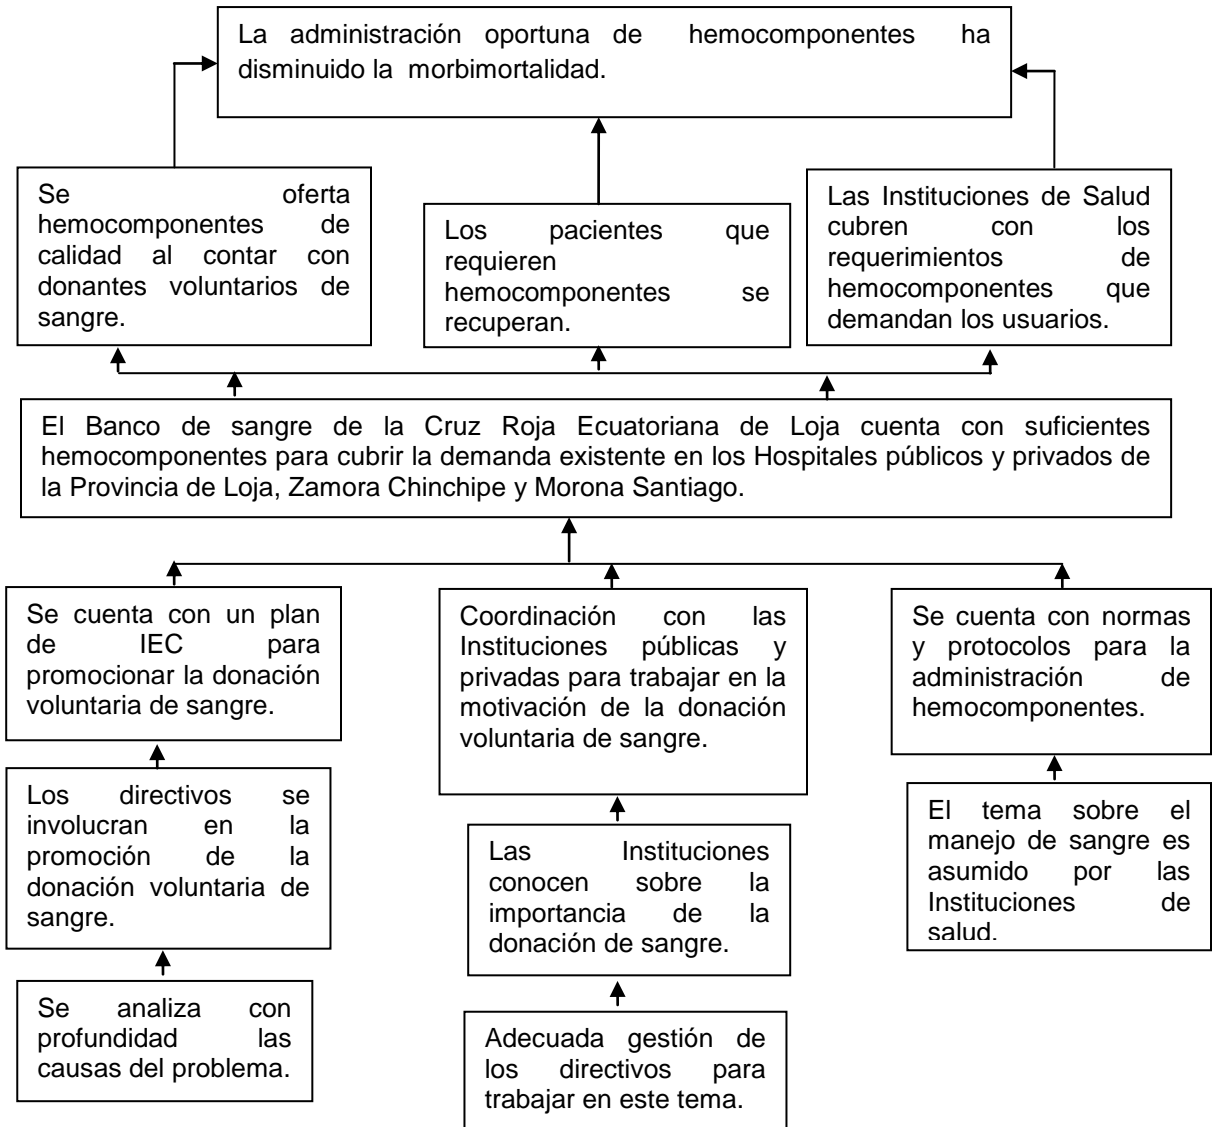 La administración oportuna de hemocomponentes ha
disminuido la morbimortalidad.
Se oferta
hemocomponentes de
calidad al contar con
donantes voluntarios de
sangre.
Los pacientes que
requieren
hemocomponentes se
recuperan.
Las Instituciones de Salud
cubren con los
requerimientos de
hemocomponentes que
demandan los usuarios.
El Banco de sangre de la Cruz Roja Ecuatoriana de Loja cuenta con suficientes
hemocomponentes para cubrir la demanda existente en los Hospitales públicos y privados de
la Provincia de Loja, Zamora Chinchipe y Morona Santiago.
Se cuenta con un plan
de IEC para
promocionar la donación
voluntaria de sangre.
Coordinación con las
Instituciones públicas y
privadas para trabajar en la
motivación de la donación
voluntaria de sangre.
Se cuenta con normas
y protocolos para la
administración de
hemocomponentes.
Los directivos se
involucran en la
promoción de la
donación voluntaria de
sangre.
Las Instituciones
conocen sobre la
importancia de la
donación de sangre.
El tema sobre el
manejo de sangre es
asumido por las
Instituciones de
salud.
Se analiza con
profundidad las
causas del problema.
Adecuada gestión de
los directivos para
trabajar en este tema.